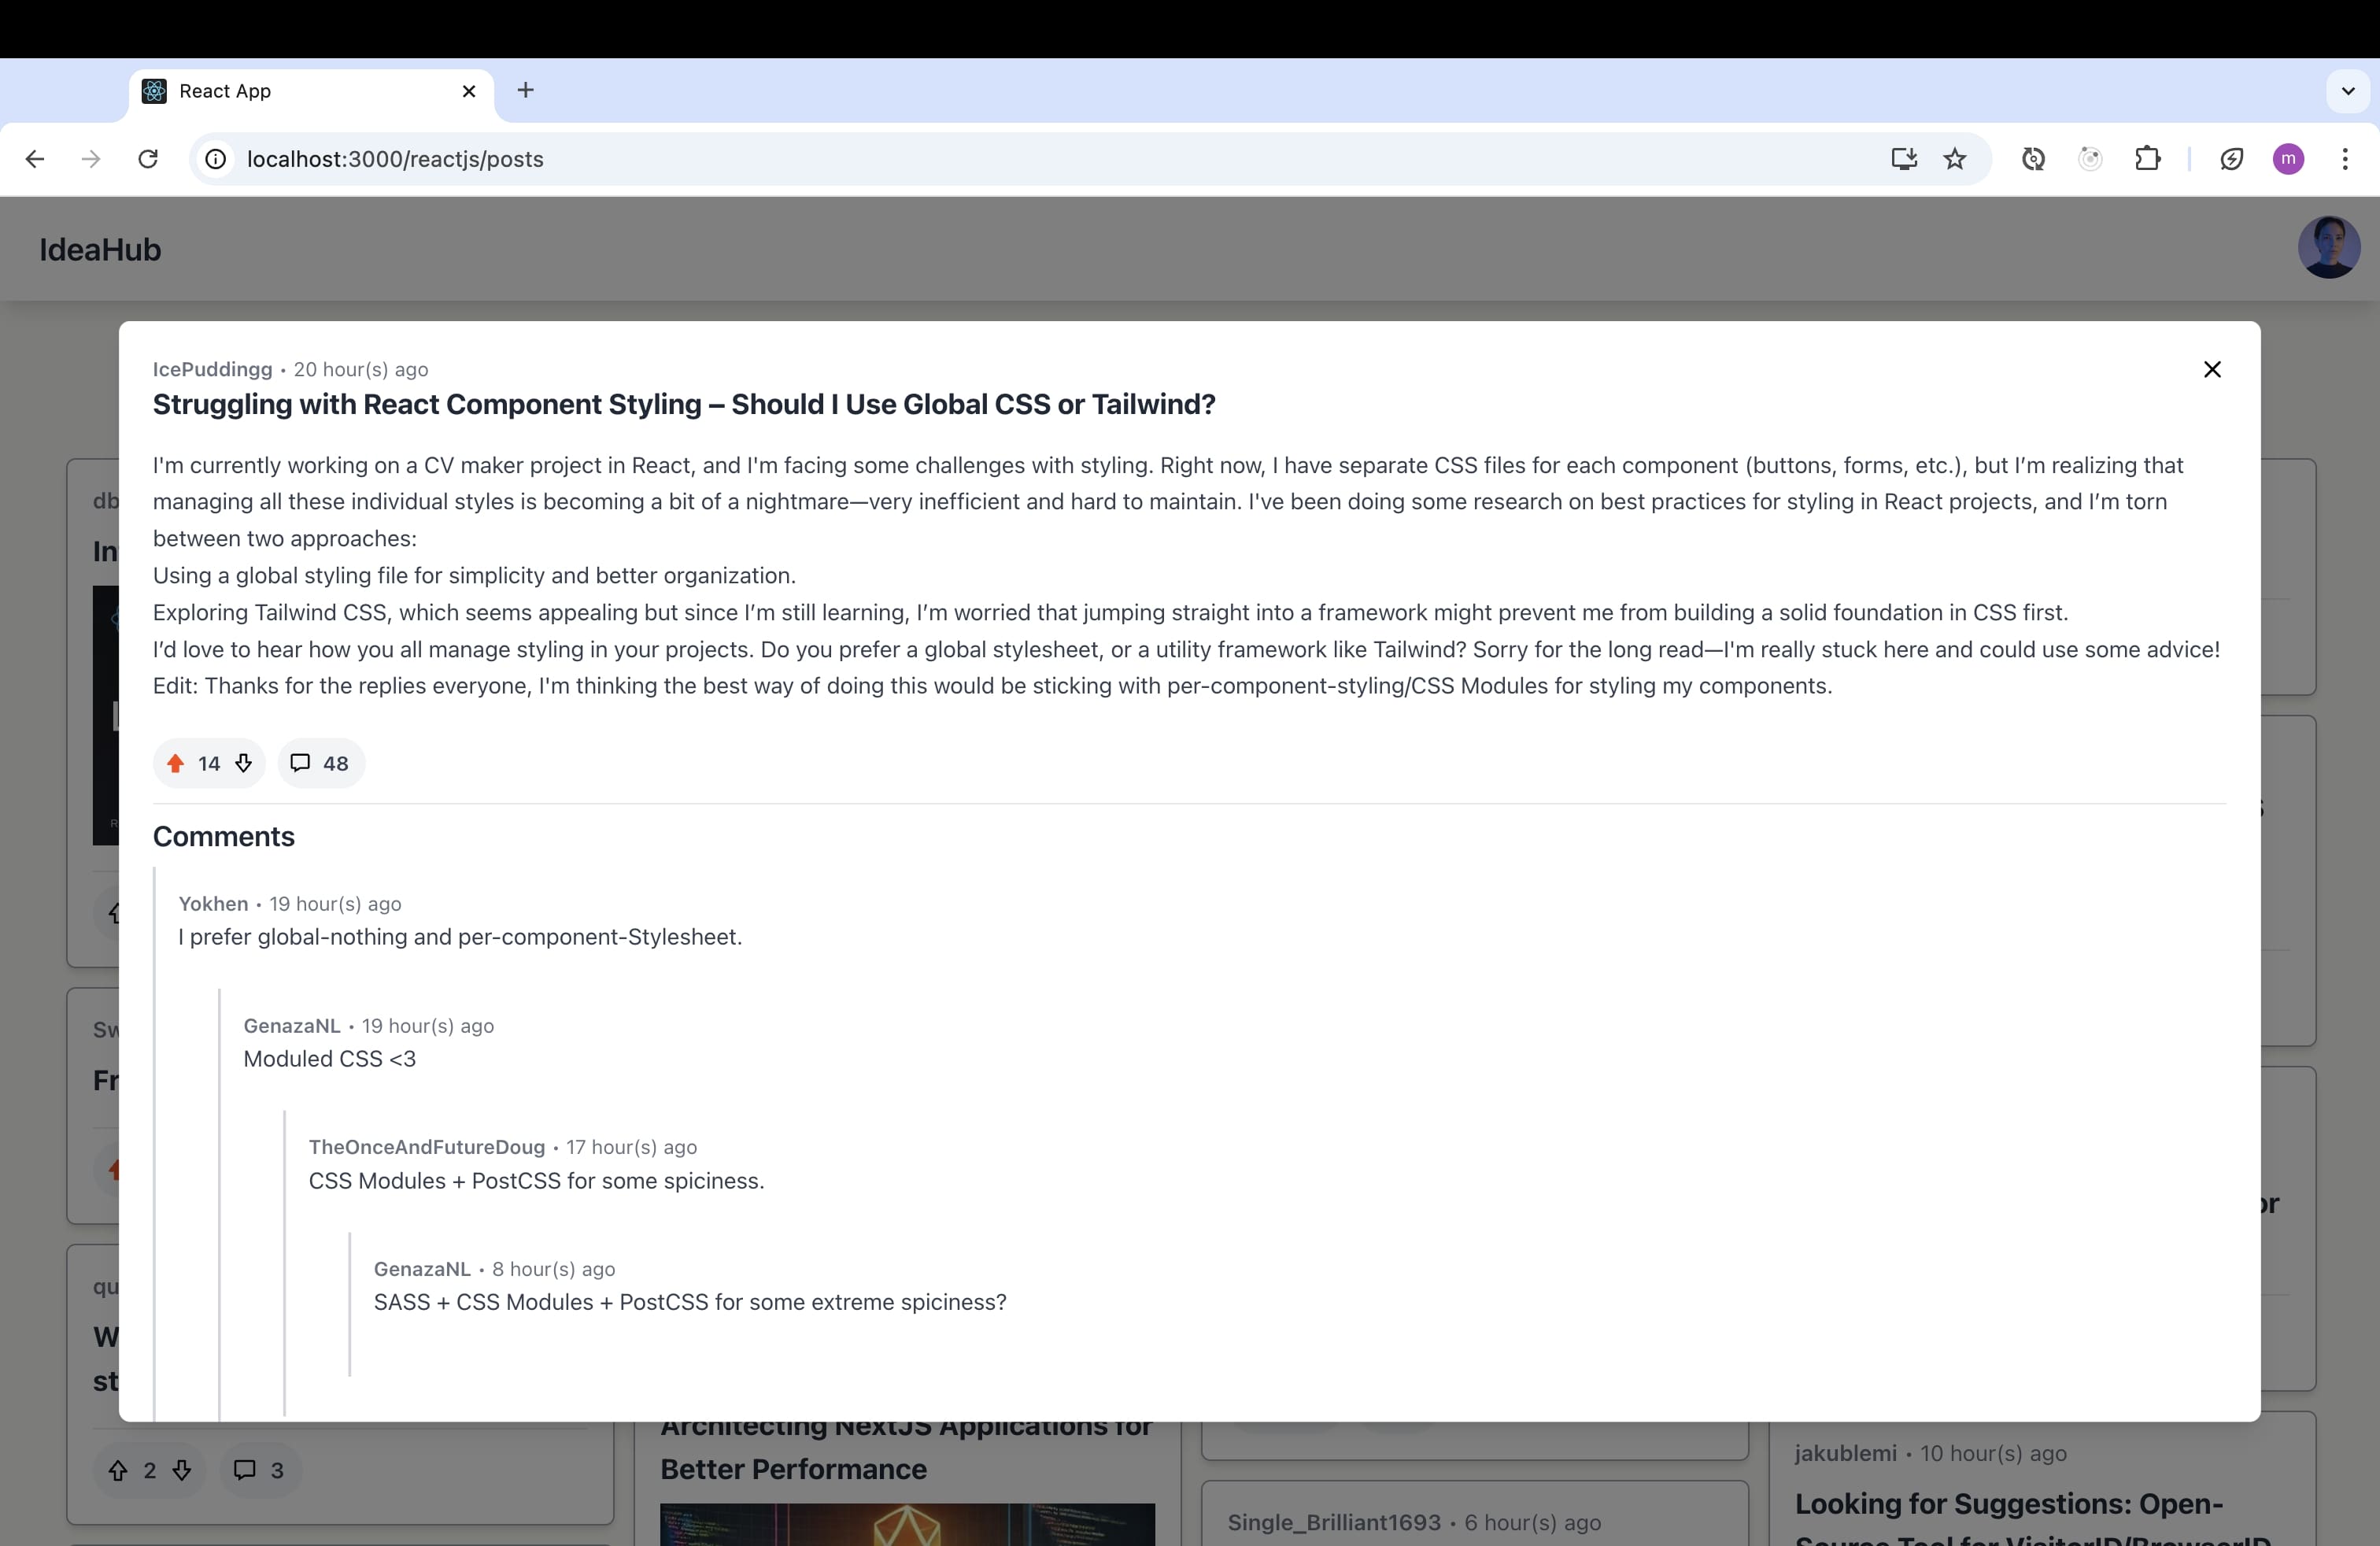 React App
localhost:3000/reactjs/posts
m
IdeaHub
IcePuddingg • 20 hour(s) ago
Struggling with React Component Styling – Should I Use Global CSS or Tailwind?
I'm currently working on a CV maker project in React, and I'm facing some challenges with styling. Right now, I have separate CSS files for each component (buttons, forms, etc.), but I’m realizing that
managing all these individual styles is becoming a bit of a nightmare—very inefficient and hard to maintain. I've been doing some research on best practices for styling in React projects, and I’m torn
between two approaches:
Using a global styling file for simplicity and better organization.
Exploring Tailwind CSS, which seems appealing but since I’m still learning, I’m worried that jumping straight into a framework might prevent me from building a solid foundation in CSS first.
I’d love to hear how you all manage styling in your projects. Do you prefer a global stylesheet, or a utility framework like Tailwind? Sorry for the long read—I'm really stuck here and could use some advice!
Edit: Thanks for the replies everyone, I'm thinking the best way of doing this would be sticking with per-component-styling/CSS Modules for styling my components.
14 48
Comments
Yokhen • 19 hour(s) ago
I prefer global-nothing and per-component-Stylesheet.
GenazaNL • 19 hour(s) ago
Moduled CSS <3
TheOnceAndFutureDoug • 17 hour(s) ago
CSS Modules + PostCSS for some spiciness.
GenazaNL • 8 hour(s) ago
SASS + CSS Modules + PostCSS for some extreme spiciness?
db
In
Sw
Fr
qu
W
st
2 3
Architecting NextJS Applications for
Better Performance
Single_Brilliant1693 • 6 hour(s) ago
or
jakublemi • 10 hour(s) ago
Looking for Suggestions: Open-
Source Tool for VisitorID/BrowserID